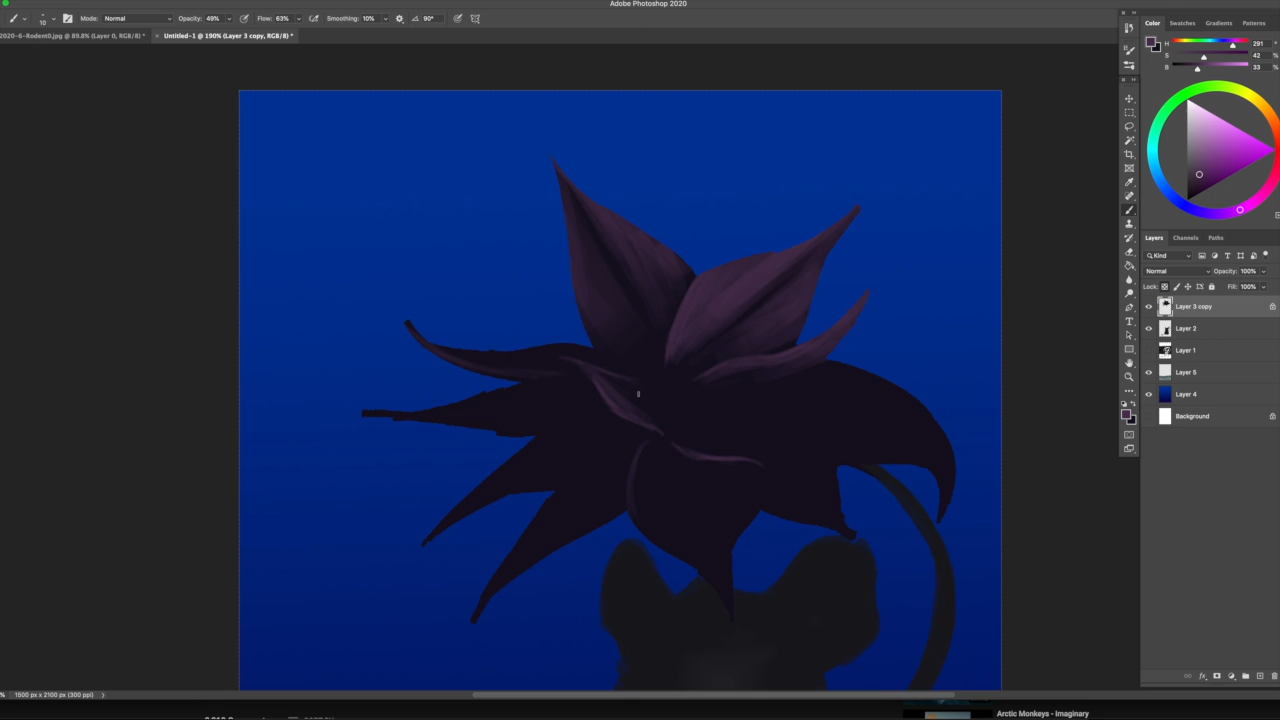 Adobe Photoshop 2020
10 Mode: Normal Opacity: 49% Flow: 63% Smoothing: 10% 90°
2020-6-Rodent0.jpg @ 89.8% (Layer 0, RGB/8) * × Untitled-1 @ 190% (Layer 3 copy, RGB/8) *
Color Swatches Gradients Patterns
H 291 °
S 42 %
B 33 %
Layers Channels Paths
Kind
Normal Opacity: 100%
Lock: Fill: 100%
Layer 3 copy
Layer 2
Layer 1
Layer 5
Layer 4
Background
% 1500 px x 2100 px (300 ppi)
Arctic Monkeys - Imaginary